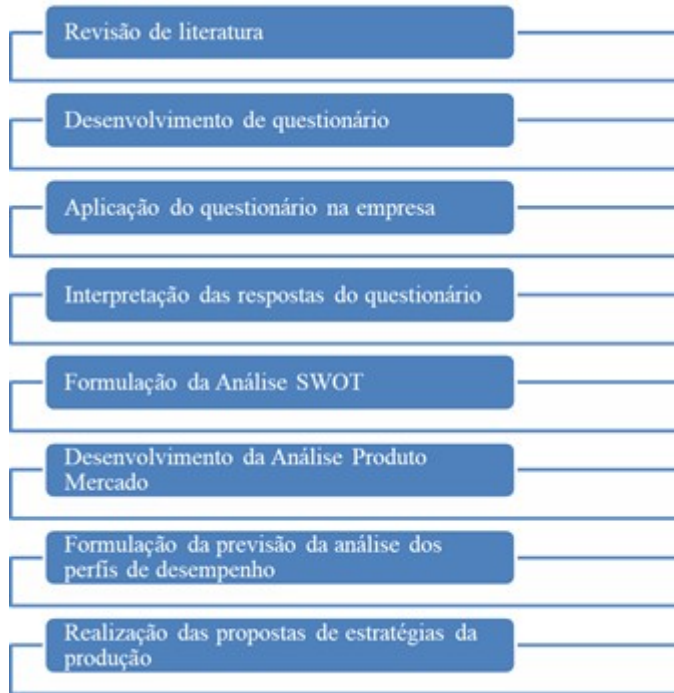 Revisão de literatura
Desenvolvimento de questionário
Aplicação do questionário na empresa
Interpretação das respostas do questionário
Formulação da Análise SWOT
Desenvolvimento da Análise Produto
Mercado
Formulação da previsão da análise dos
perfis de desempenho
Realização das propostas de estratégias da
produção